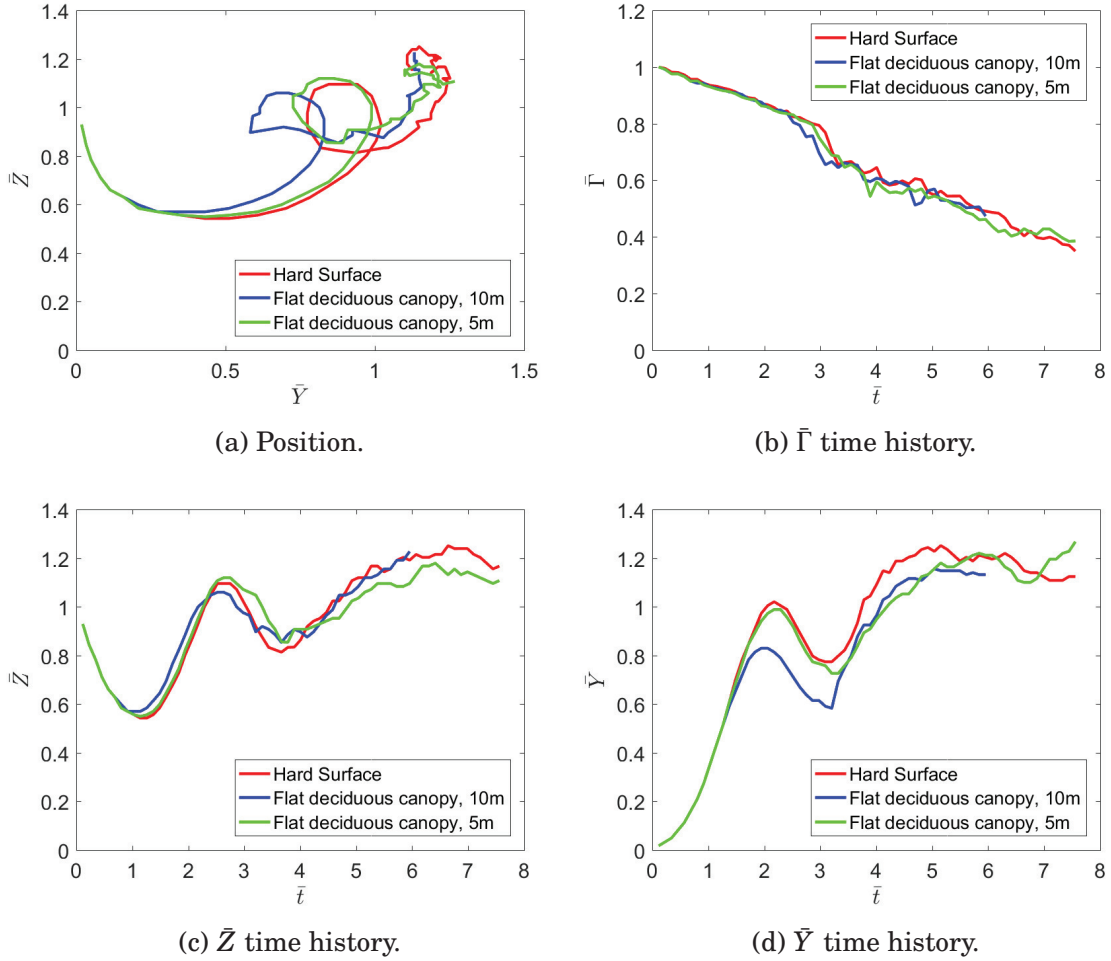 1.4
1.2
1
0.8
0.6
0.4
0.2
0
Z̄
0 0.5 1 1.5
Ȳ
Hard Surface
Flat deciduous canopy, 10m
Flat deciduous canopy, 5m
(a) Position.
1.2
1
0.8
0.6
0.4
0.2
0
Γ̄
0 1 2 3 4 5 6 7 8
t̄
Hard Surface
Flat deciduous canopy, 10m
Flat deciduous canopy, 5m
(b) Γ̄ time history.
1.4
1.2
1
0.8
0.6
0.4
0.2
0
Z̄
0 1 2 3 4 5 6 7 8
t̄
Hard Surface
Flat deciduous canopy, 10m
Flat deciduous canopy, 5m
(c) Z̄ time history.
1.4
1.2
1
0.8
0.6
0.4
0.2
0
Ȳ
0 1 2 3 4 5 6 7 8
t̄
Hard Surface
Flat deciduous canopy, 10m
Flat deciduous canopy, 5m
(d) Ȳ time history.